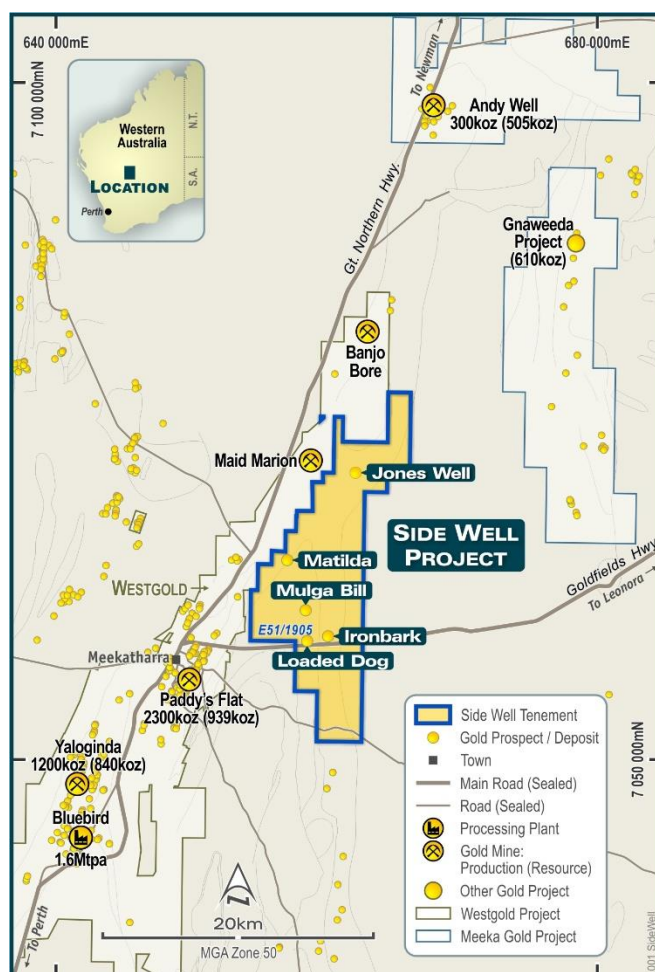 640 000mE
680 000mE
To Newman →
7 100 000mN
Western
Australia
N.T.
S.A.
LOCATION
Perth
Andy Well
300koz (505koz)
Gt. Northern Hwy.
Gnaweeda
Project
(610koz)
Banjo
Bore
Maid Marion
Jones Well
SIDE WELL
PROJECT
Matilda
WESTGOLD
Mulga Bill
Goldfields Hwy
To Leonora →
E51/1905
Ironbark
Meekatharra
Loaded Dog
Paddy's Flat
2300koz (939koz)
Yaloginda
1200koz (840koz)
7 050 000mN
Bluebird
1.6Mtpa
← To Perth
20km
MGA Zone 50
Side Well Tenement
Gold Prospect / Deposit
Town
Main Road (Sealed)
Road (Sealed)
Processing Plant
Gold Mine:
Production (Resource)
Other Gold Project
Westgold Project
Meeka Gold Project
001 SideWell